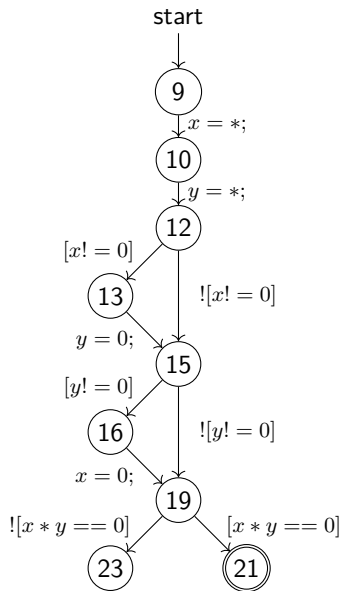 start
9
x = ∗;
10
y = ∗;
12
[x! = 0]
13
![x! = 0]
y = 0;
15
[y! = 0]
16
![y! = 0]
x = 0;
19
![x ∗ y == 0]
[x ∗ y == 0]
23
21